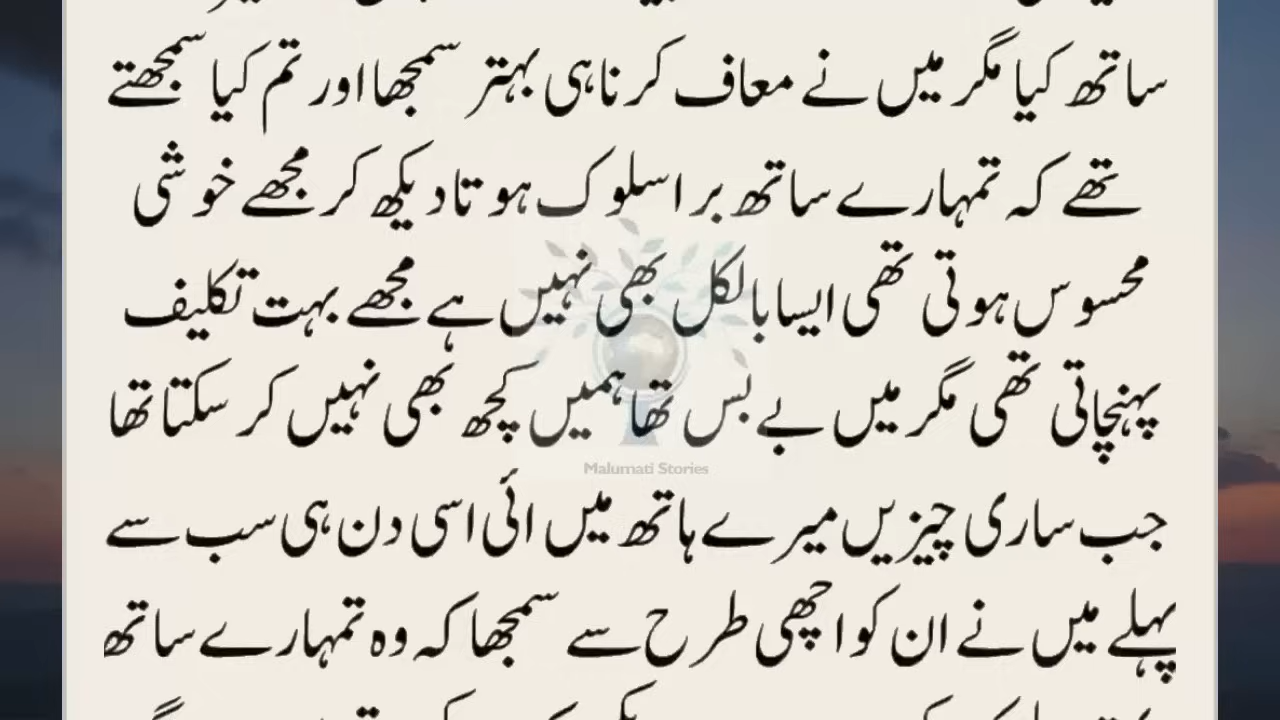 ساتھ کیا مگر میں نے معاف کرنا ہی بہتر سمجھا اور تم کیا سمجھتے
تھے کہ تمہارے ساتھ برا سلوک ہوتا دیکھ کر مجھے خوشی
محسوس ہوتی تھی ایسا بالکل بھی نہیں ہے مجھے بہت تکلیف
پہنچاتی تھی مگر میں بے بس تھا ہمیں کچھ بھی نہیں کر سکتا تھا
Malumati Stories
جب ساری چیزیں میرے ہاتھ میں ائی اسی دن ہی سب سے
پہلے میں نے ان کو اچھی طرح سے سمجھا کہ وہ تمہارے ساتھ